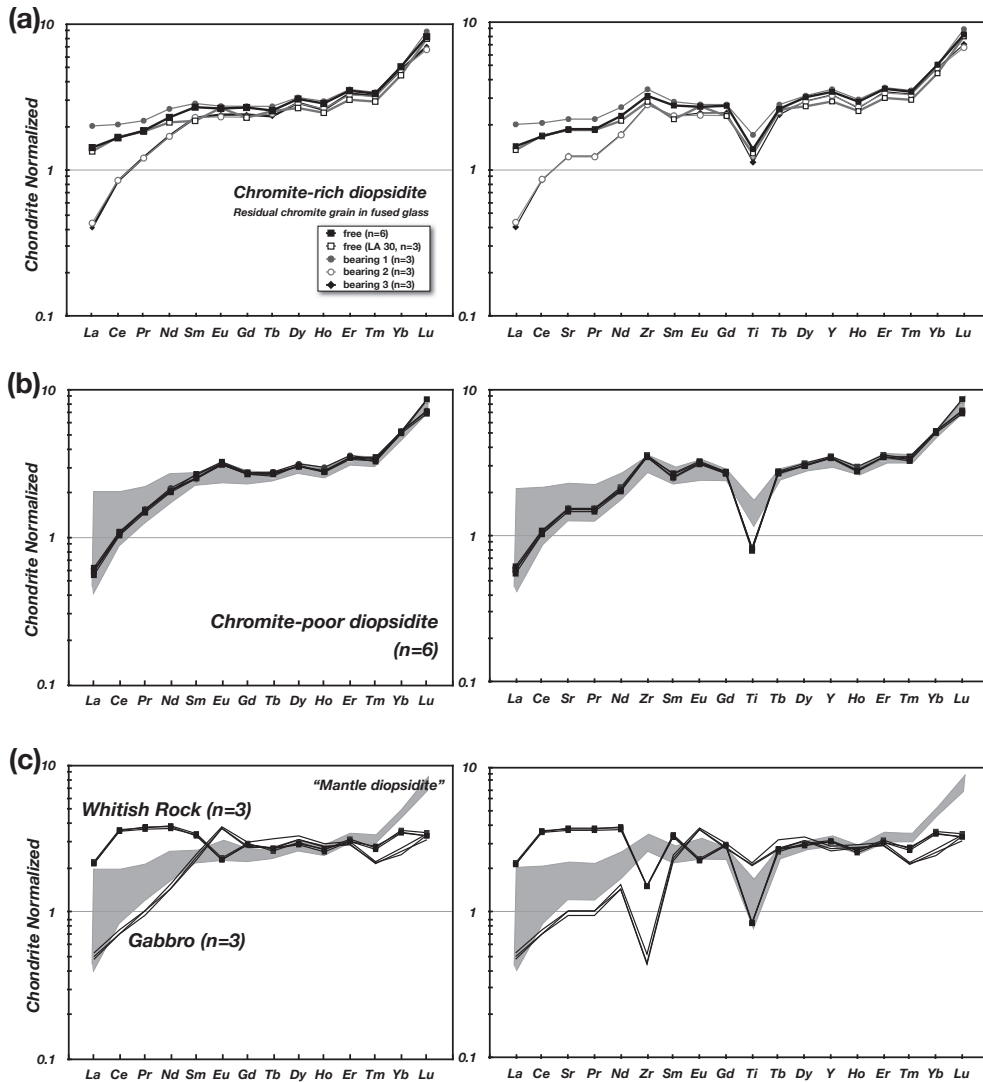 (a)
10
1
0.1
Chondrite Normalized
Chromite-rich diopsidite
Residual chromite grain in fused glass
free (n=6)
free (LA 30, n=3)
bearing 1 (n=3)
bearing 2 (n=3)
bearing 3 (n=3)
La Ce Pr Nd Sm Eu Gd Tb Dy Ho Er Tm Yb Lu
10
1
0.1
La Ce Sr Pr Nd Zr Sm Eu Gd Ti Tb Dy Y Ho Er Tm Yb Lu
(b)
10
1
0.1
Chondrite Normalized
Chromite-poor diopsidite
(n=6)
La Ce Pr Nd Sm Eu Gd Tb Dy Ho Er Tm Yb Lu
10
1
0.1
La Ce Sr Pr Nd Zr Sm Eu Gd Ti Tb Dy Y Ho Er Tm Yb Lu
(c)
10
1
0.1
Chondrite Normalized
“Mantle diopsidite”
Whitish Rock (n=3)
Gabbro (n=3)
La Ce Pr Nd Sm Eu Gd Tb Dy Ho Er Tm Yb Lu
10
1
0.1
La Ce Sr Pr Nd Zr Sm Eu Gd Ti Tb Dy Y Ho Er Tm Yb Lu